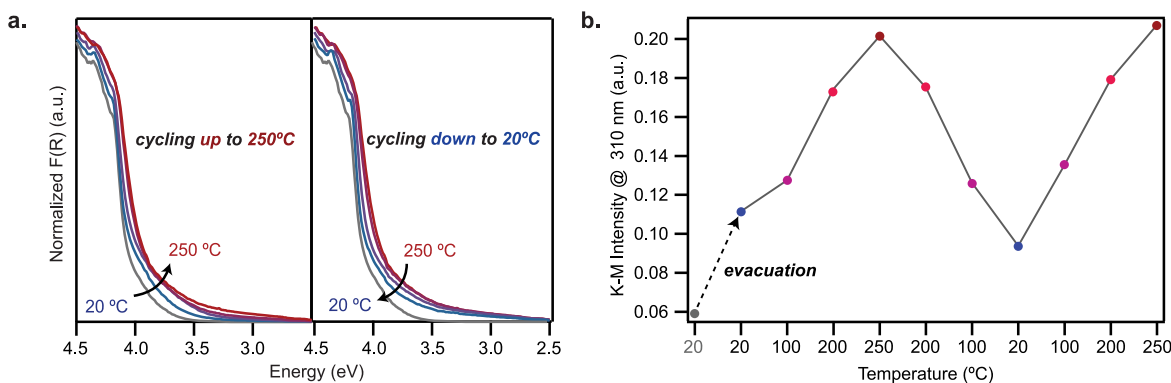 a.
Normalized F(R) (a.u.)
cycling up to 250ºC
250 ºC
20 ºC
cycling down to 20ºC
250 ºC
20 ºC
4.5 4.0 3.5 3.0 4.5 4.0 3.5 3.0 2.5
Energy (eV)
b.
K-M Intensity @ 310 nm (a.u.)
0.20
0.18
0.16
0.14
0.12
0.10
0.08
0.06
evacuation
20 20 100 200 250 200 100 20 100 200 250
Temperature (ºC)